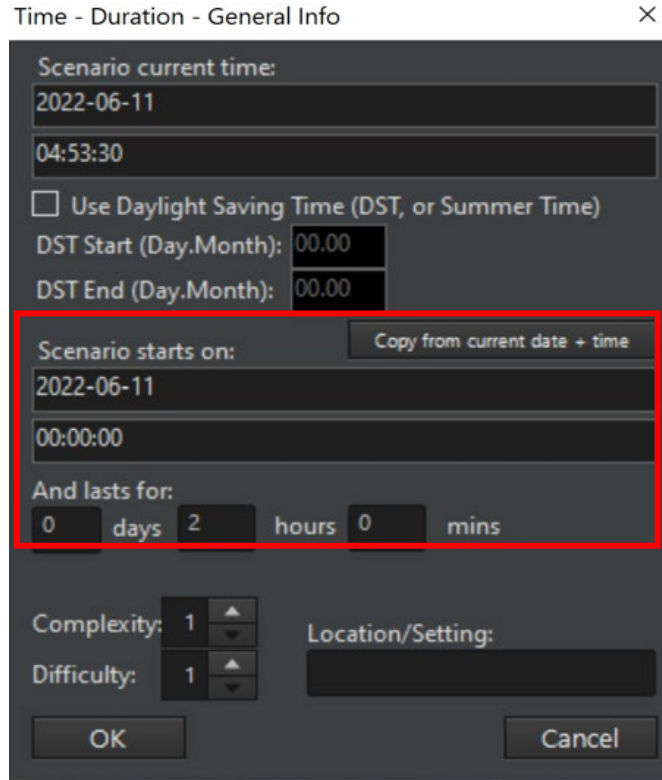 Time - Duration - General Info
Scenario current time:
2022-06-11
04:53:30
Use Daylight Saving Time (DST, or Summer Time)
DST Start (Day.Month): 00.00
DST End (Day.Month): 00.00
Copy from current date + time
Scenario starts on:
2022-06-11
00:00:00
And lasts for:
0 days 2 hours 0 mins
Complexity: 1
Location/Setting:
Difficulty: 1
OK Cancel